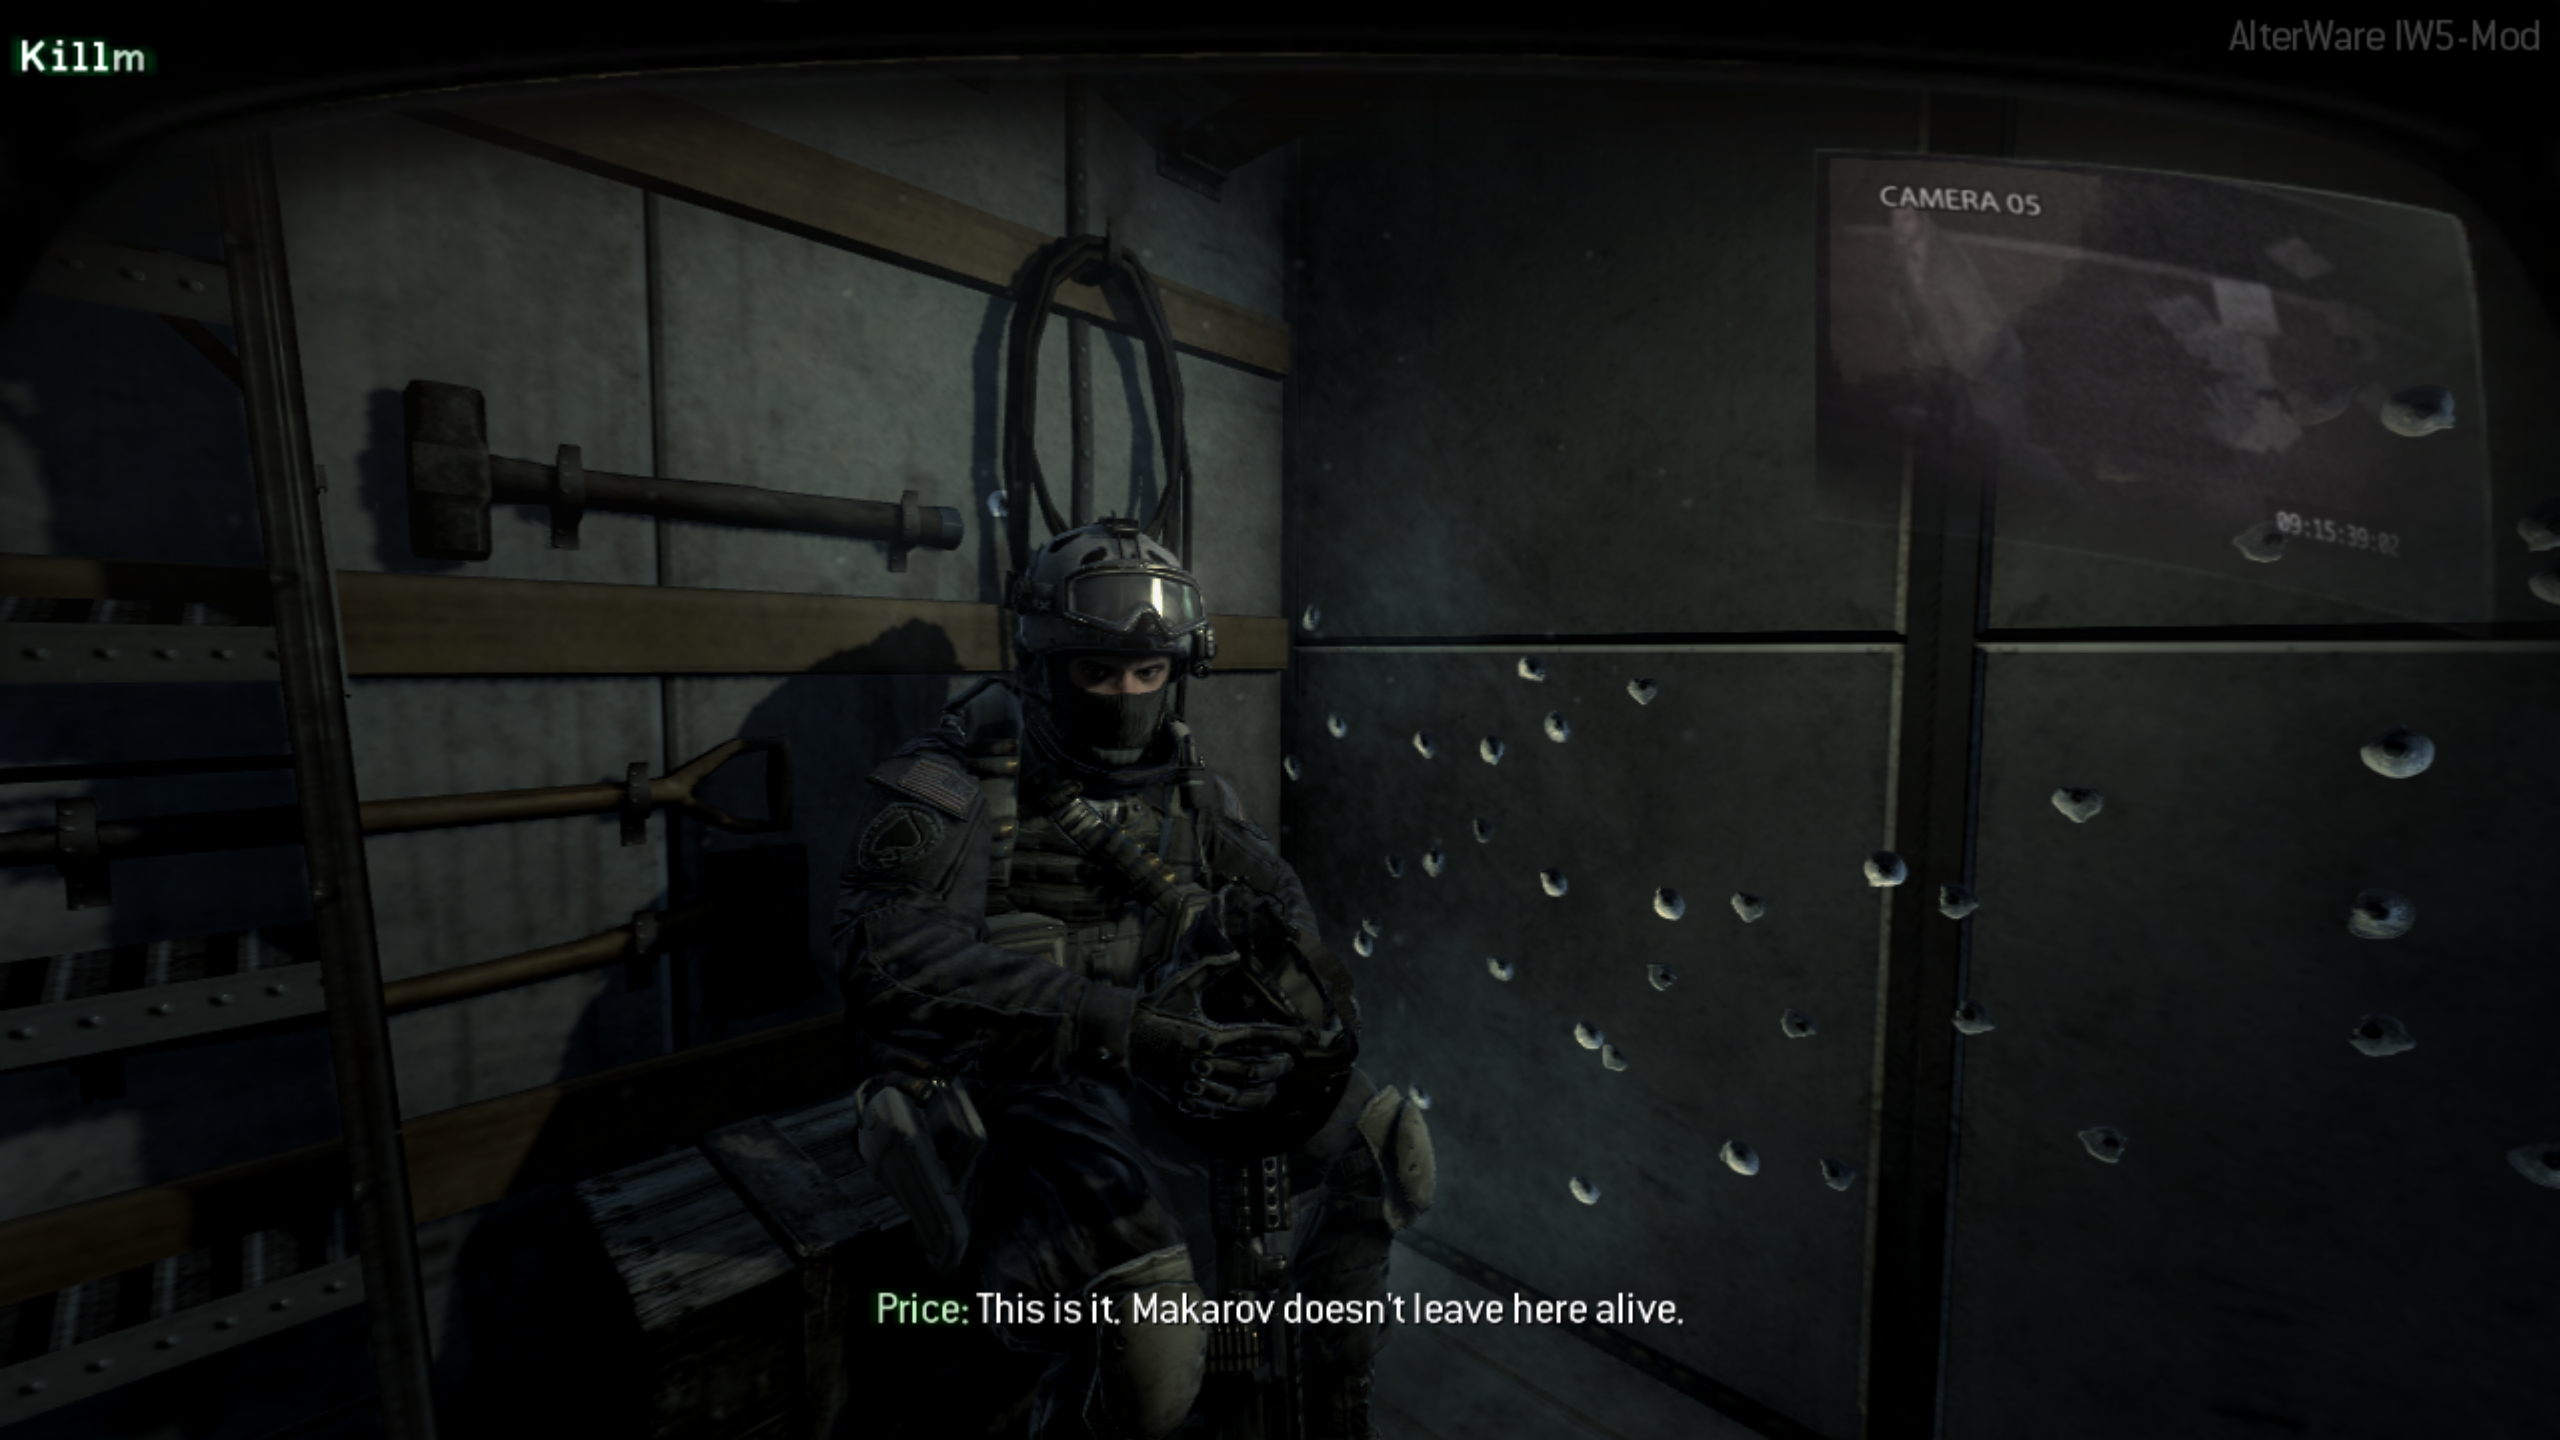 Killm
AlterWare IW5-Mod
CAMERA 05
09:15:39:02
Price: This is it. Makarov doesn't leave here alive.